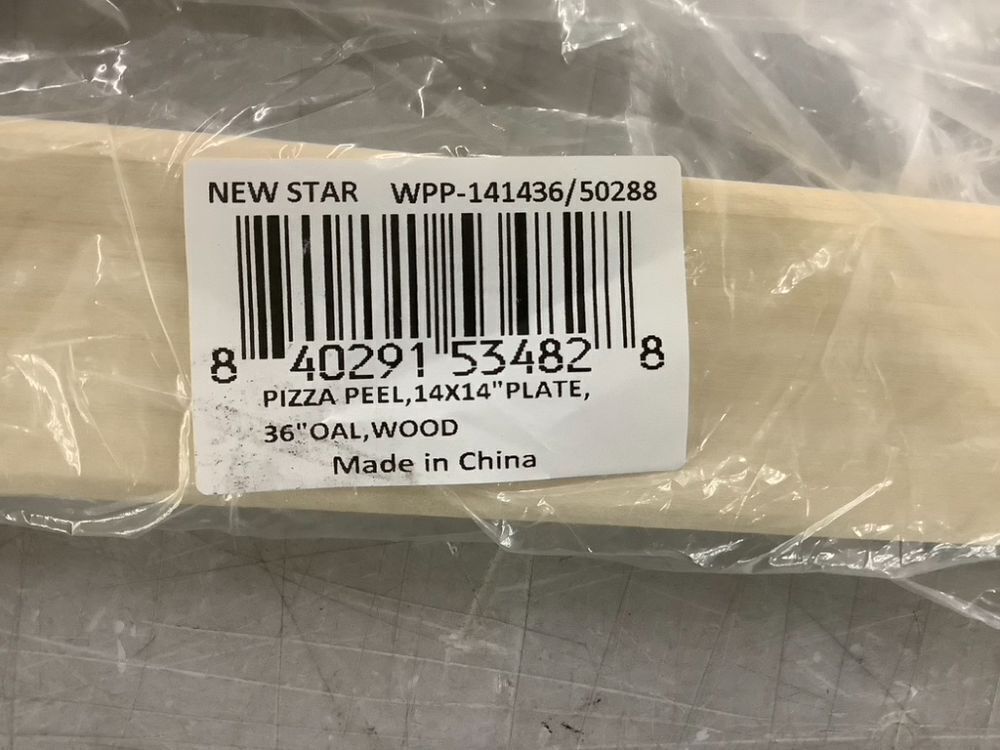 NEW STAR WPP-141436/50288
8 40291 53482 8
PIZZA PEEL,14X14"PLATE,
36"OAL,WOOD
Made in China